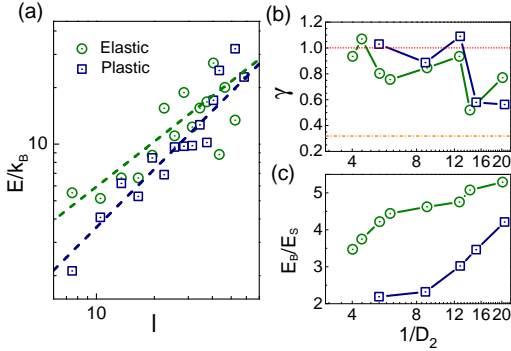 (a)
Elastic
Plastic
10
E/k_B
10
l
(b)
1.2
1.0
0.8
0.6
0.4
0.2
γ
4 8 12 16 20
(c)
5
4
3
2
E_B/E_S
4 8 12 16 20
1/D_2